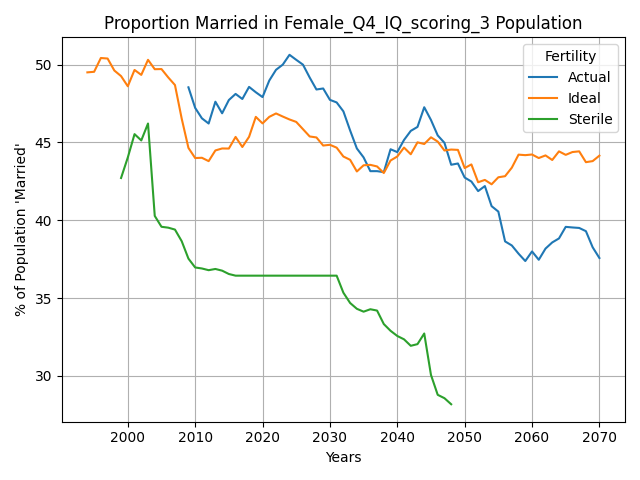 Proportion Married in Female_Q4_IQ_scoring_3 Population
Fertility
Actual
Ideal
Sterile
% of Population 'Married'
50
45
40
35
30
2000 2010 2020 2030 2040 2050 2060 2070
Years